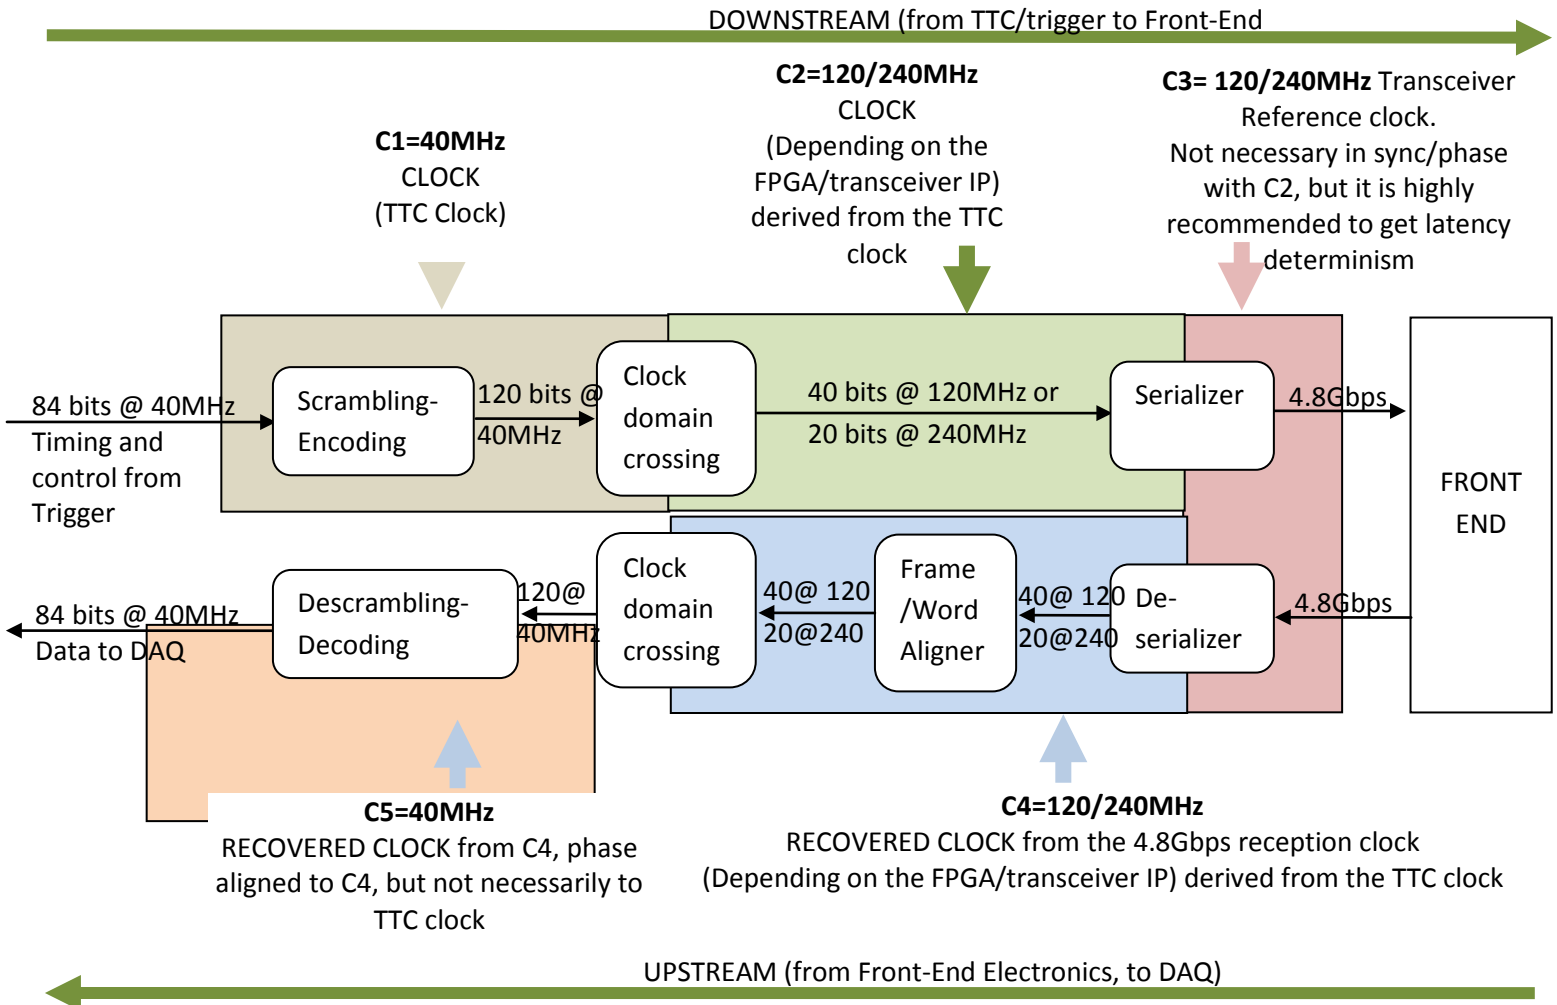 DOWNSTREAM (from TTC/trigger to Front-End
C1=40MHz
CLOCK
(TTC Clock)
C2=120/240MHz
CLOCK
(Depending on the
FPGA/transceiver IP)
derived from the TTC
clock
C3= 120/240MHz Transceiver
Reference clock.
Not necessary in sync/phase
with C2, but it is highly
recommended to get latency
determinism
84 bits @ 40MHz
Timing and
control from
Trigger
Scrambling-
Encoding
120 bits @
40MHz
Clock
domain
crossing
40 bits @ 120MHz or
20 bits @ 240MHz
Serializer
4.8Gbps
FRONT
END
84 bits @ 40MHz
Data to DAQ
Descrambling-
Decoding
120@
40MHz
Clock
domain
crossing
40@ 120
20@240
Frame
/Word
Aligner
40@ 120
20@240
De-
serializer
4.8Gbps
C5=40MHz
RECOVERED CLOCK from C4, phase
aligned to C4, but not necessarily to
TTC clock
C4=120/240MHz
RECOVERED CLOCK from the 4.8Gbps reception clock
(Depending on the FPGA/transceiver IP) derived from the TTC clock
UPSTREAM (from Front-End Electronics, to DAQ)